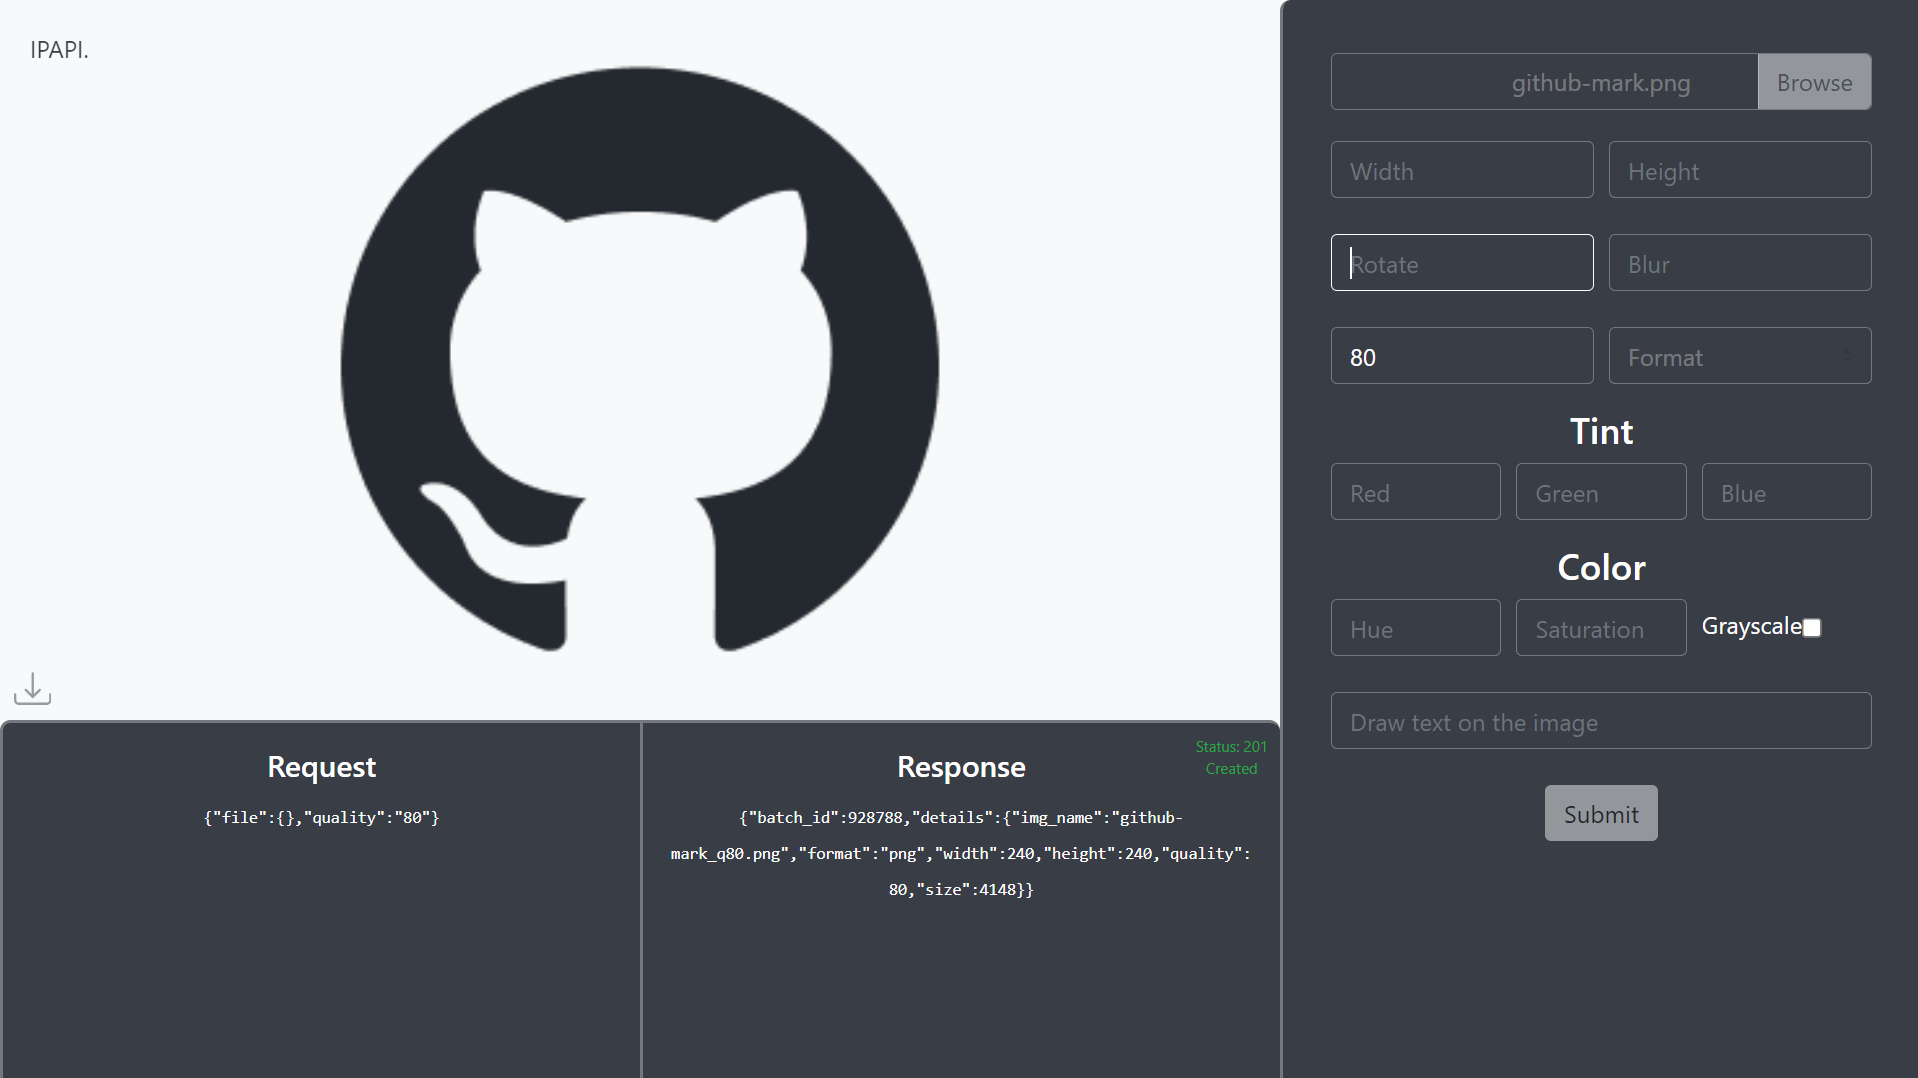 IPAPI.
github-mark.png Browse
Width Height
Rotate Blur
80 Format
Tint
Red Green Blue
Color
Hue Saturation Grayscale
Draw text on the image
Submit
Request
{"file":{},"quality":"80"}
Response
Status: 201
Created
{"batch_id":928788,"details":{"img_name":"github-
mark_q80.png","format":"png","width":240,"height":240,"quality":
80,"size":4148}}